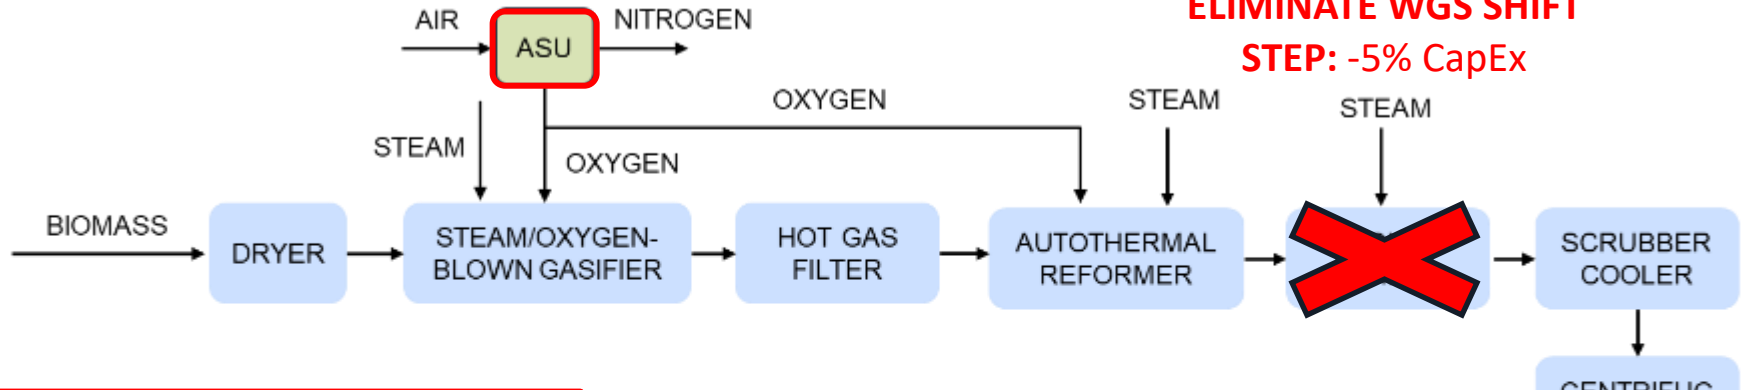 ELIMINATE WGS SHIFT
STEP: -5% CapEx
AIR
ASU
NITROGEN
STEAM
OXYGEN
OXYGEN
STEAM
STEAM
BIOMASS
DRYER
STEAM/OXYGEN-
BLOWN GASIFIER
HOT GAS
FILTER
AUTOTHERMAL
REFORMER
SCRUBBER
COOLER